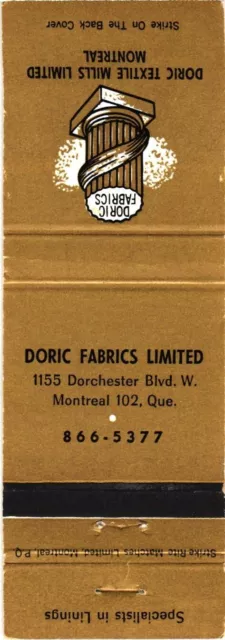 Strike On The Back Cover
DORIC TEXTILE MILLS LIMITED
MONTREAL
DORIC
FABRICS
DORIC FABRICS LIMITED
1155 Dorchester Blvd. W.
Montreal 102, Que.
866-5377
Strike Rite Matches Limited, Montreal, P.Q.
Specialists in Linings